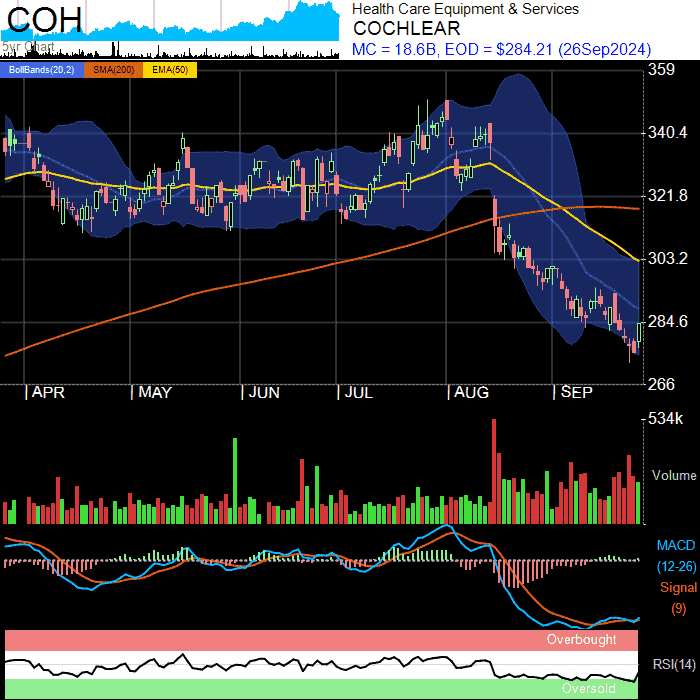 COH
5yr Chart
Health Care Equipment & Services
COCHLEAR
MC = 18.6B, EOD = $284.21 (26Sep2024)
BollBands(20,2) SMA(200) EMA(50)
359
340.4
321.8
303.2
284.6
266
APR MAY JUN JUL AUG SEP
534k
Volume
MACD
(12-26)
Signal
(9)
Overbought
RSI(14)
Oversold